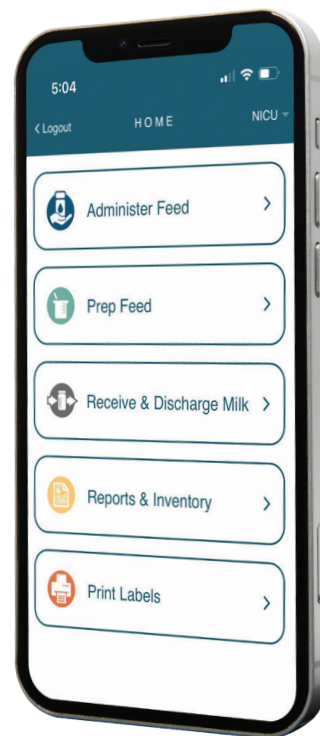 5:04
< Logout HOME NICU
Administer Feed
Prep Feed
Receive & Discharge Milk
Reports & Inventory
Print Labels